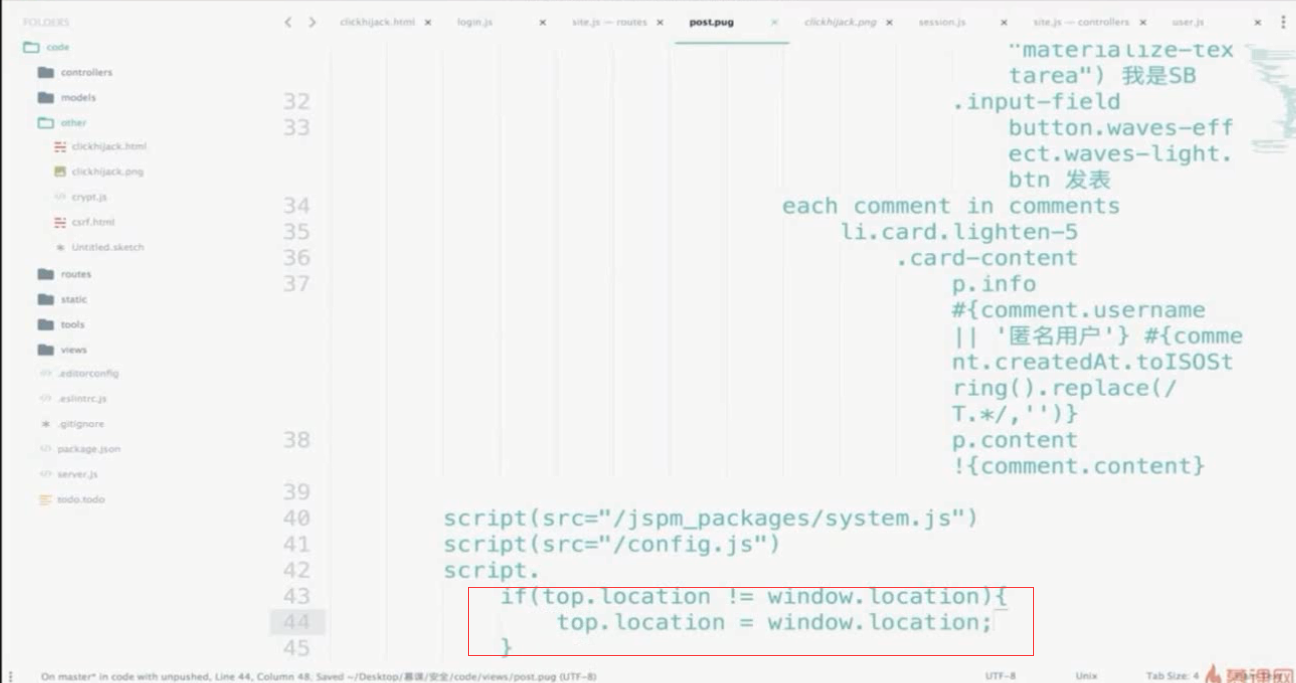 FOLDERS
code
controllers
models
other
clickhijack.html
clickhijack.png
crypt.js
csrf.html
Untitled.sketch
routes
static
tools
views
.editorconfig
.eslintrc.js
.gitignore
package.json
server.js
todo.todo
clickhijack.html × login.js × site.js — routes × post.pug × clickhijack.png × session.js × site.js — controllers × user.js ×
"materialize-tex
tarea") 我是SB
32 .input-field
33 button.waves-eff
ect.waves-light.
btn 发表
34 each comment in comments
35 li.card.lighten-5
36 .card-content
37 p.info
#{comment.username
|| '匿名用户'} #{comme
nt.createdAt.toISOSt
ring().replace(/
T.*/,'')}
38 p.content
!{comment.content}
39
40 script(src="/jspm_packages/system.js")
41 script(src="/config.js")
42 script.
43 if(top.location != window.location){
44 top.location = window.location;
45 }
On master* in code with unpushed, Line 44, Column 48, Saved ~/Desktop/慕课/安全/code/views/post.pug (UTF-8) UTF-8 Unix Tab Size: 4
慕课网